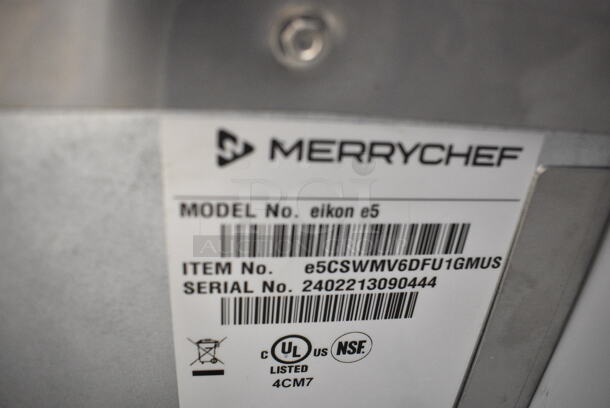 MERRYCHEF
MODEL No. eikon e5
ITEM No. e5CSWMV6DFU1GMUS
SERIAL No. 2402213090444
C UL US NSF
LISTED
4CM7